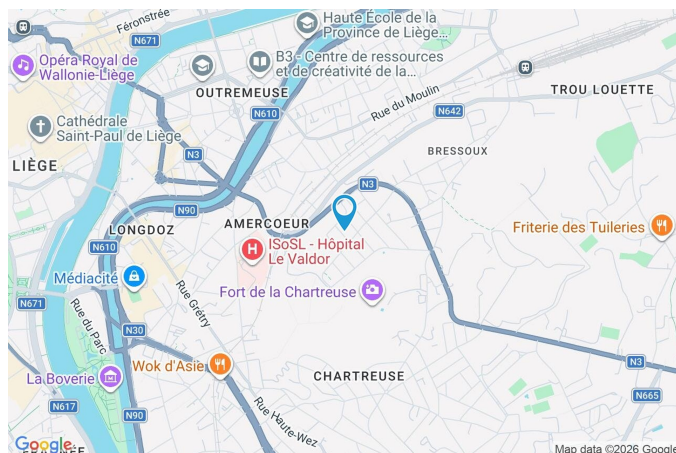 Féronstrée
N671
Haute École de la
Province de Liège...
Opéra Royal de
Wallonie-Liège
B3 - Centre de ressources
et de créativité de la...
OUTREMEUSE
Rue du Moulin
TROU LOUETTE
N610
N642
Cathédrale
Saint-Paul de Liège
N3
BRESSOUX
LIÈGE
N3
N90
AMERCOEUR
LONGDOZ
Friterie des Tuileries
N610
ISoSL - Hôpital
Le Valdor
Médiacité
Fort de la Chartreuse
N671
Rue Grétry
Rue du Parc
N30
Wok d'Asie
N3
La Boverie
CHARTREUSE
N665
N617
N90
Rue Haute-Wez
Google
Map data ©2026 Google